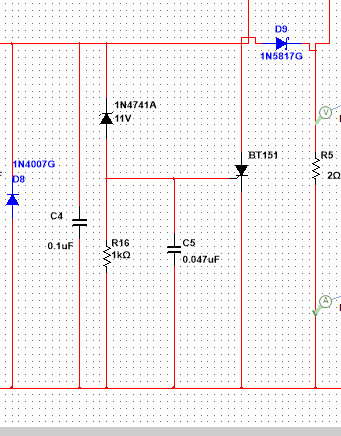 D9
1N5817G
1N4741A
11V
V
BT151
R5
2Ω
1N4007G
D8
C4
0.1uF
R16
1kΩ
C5
0.047uF
A